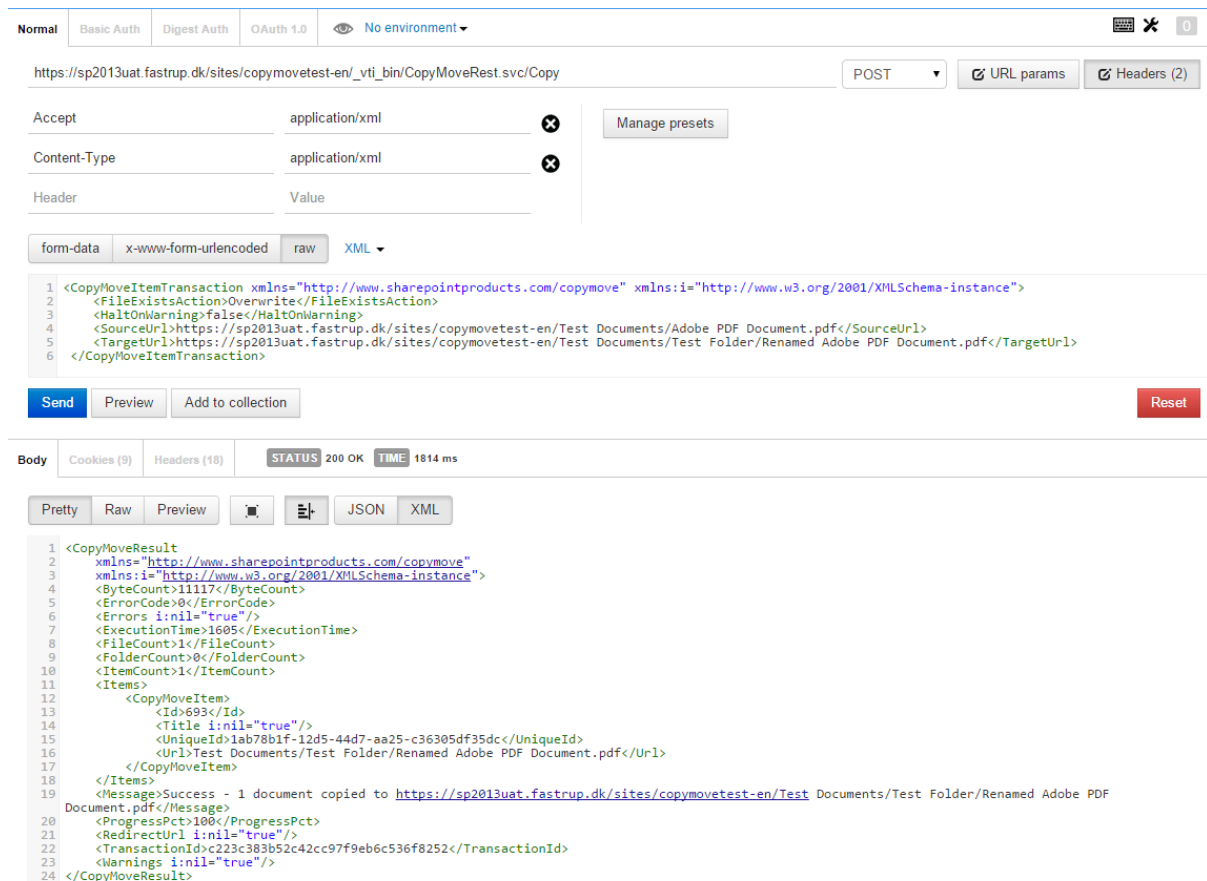 Normal Basic Auth Digest Auth OAuth 1.0 No environment 0
https://sp2013uat.fastrup.dk/sites/copymovetest-en/_vti_bin/CopyMoveRest.svc/Copy POST URL params Headers (2)
Accept application/xml Manage presets
Content-Type application/xml
Header Value
form-data x-www-form-urlencoded raw XML
1 <CopyMoveItemTransaction xmlns="http://www.sharepointproducts.com/copymove" xmlns:i="http://www.w3.org/2001/XMLSchema-instance">
2 <FileExistsAction>Overwrite</FileExistsAction>
3 <HaltOnWarning>false</HaltOnWarning>
4 <SourceUrl>https://sp2013uat.fastrup.dk/sites/copymovetest-en/Test Documents/Adobe PDF Document.pdf</SourceUrl>
5 <TargetUrl>https://sp2013uat.fastrup.dk/sites/copymovetest-en/Test Documents/Test Folder/Renamed Adobe PDF Document.pdf</TargetUrl>
6 </CopyMoveItemTransaction>
Send Preview Add to collection Reset
Body Cookies (9) Headers (18) STATUS 200 OK TIME 1814 ms
Pretty Raw Preview JSON XML
1 <CopyMoveResult
2 xmlns="http://www.sharepointproducts.com/copymove"
3 xmlns:i="http://www.w3.org/2001/XMLSchema-instance">
4 <ByteCount>11117</ByteCount>
5 <ErrorCode>0</ErrorCode>
6 <Errors i:nil="true"/>
7 <ExecutionTime>1605</ExecutionTime>
8 <FileCount>1</FileCount>
9 <FolderCount>0</FolderCount>
10 <ItemCount>1</ItemCount>
11 <Items>
12 <CopyMoveItem>
13 <Id>693</Id>
14 <Title i:nil="true"/>
15 <UniqueId>1ab78b1f-12d5-44d7-aa25-c36305df35dc</UniqueId>
16 <Url>Test Documents/Test Folder/Renamed Adobe PDF Document.pdf</Url>
17 </CopyMoveItem>
18 </Items>
19 <Message>Success - 1 document copied to https://sp2013uat.fastrup.dk/sites/copymovetest-en/Test Documents/Test Folder/Renamed Adobe PDF
Document.pdf</Message>
20 <ProgressPct>100</ProgressPct>
21 <RedirectUrl i:nil="true"/>
22 <TransactionId>c223c383b52c42cc97f9eb6c536f8252</TransactionId>
23 <Warnings i:nil="true"/>
24 </CopyMoveResult>